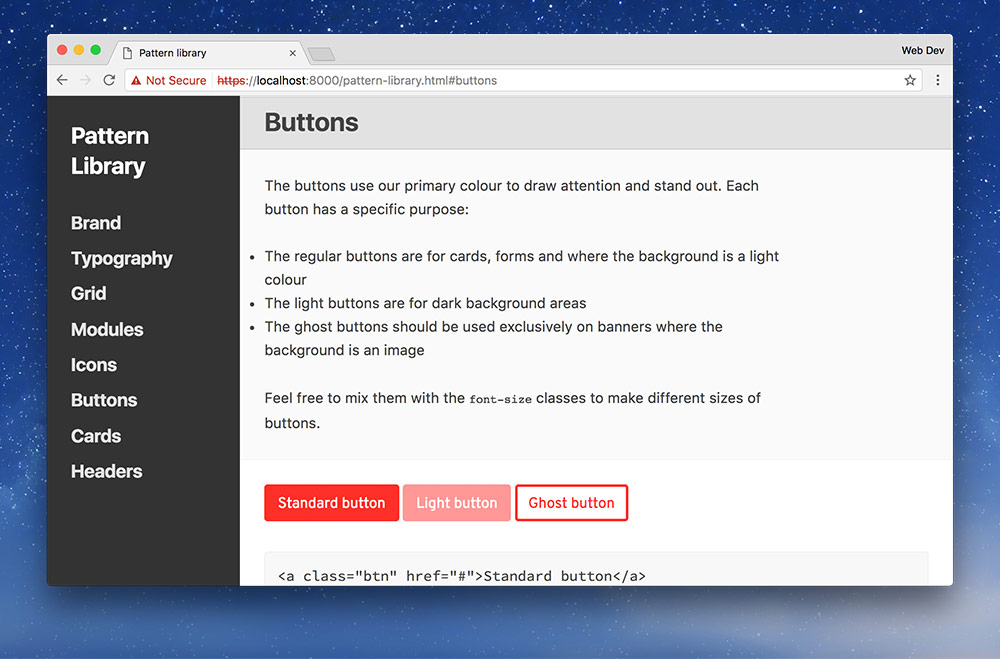 Pattern library
Web Dev
Not Secure https://localhost:8000/pattern-library.html#buttons
Pattern
Library
Brand
Typography
Grid
Modules
Icons
Buttons
Cards
Headers
Buttons
The buttons use our primary colour to draw attention and stand out. Each
button has a specific purpose:
• The regular buttons are for cards, forms and where the background is a light
colour
• The light buttons are for dark background areas
• The ghost buttons should be used exclusively on banners where the
background is an image
Feel free to mix them with the font-size classes to make different sizes of
buttons.
Standard button Light button Ghost button
<a class="btn" href="#">Standard button</a>